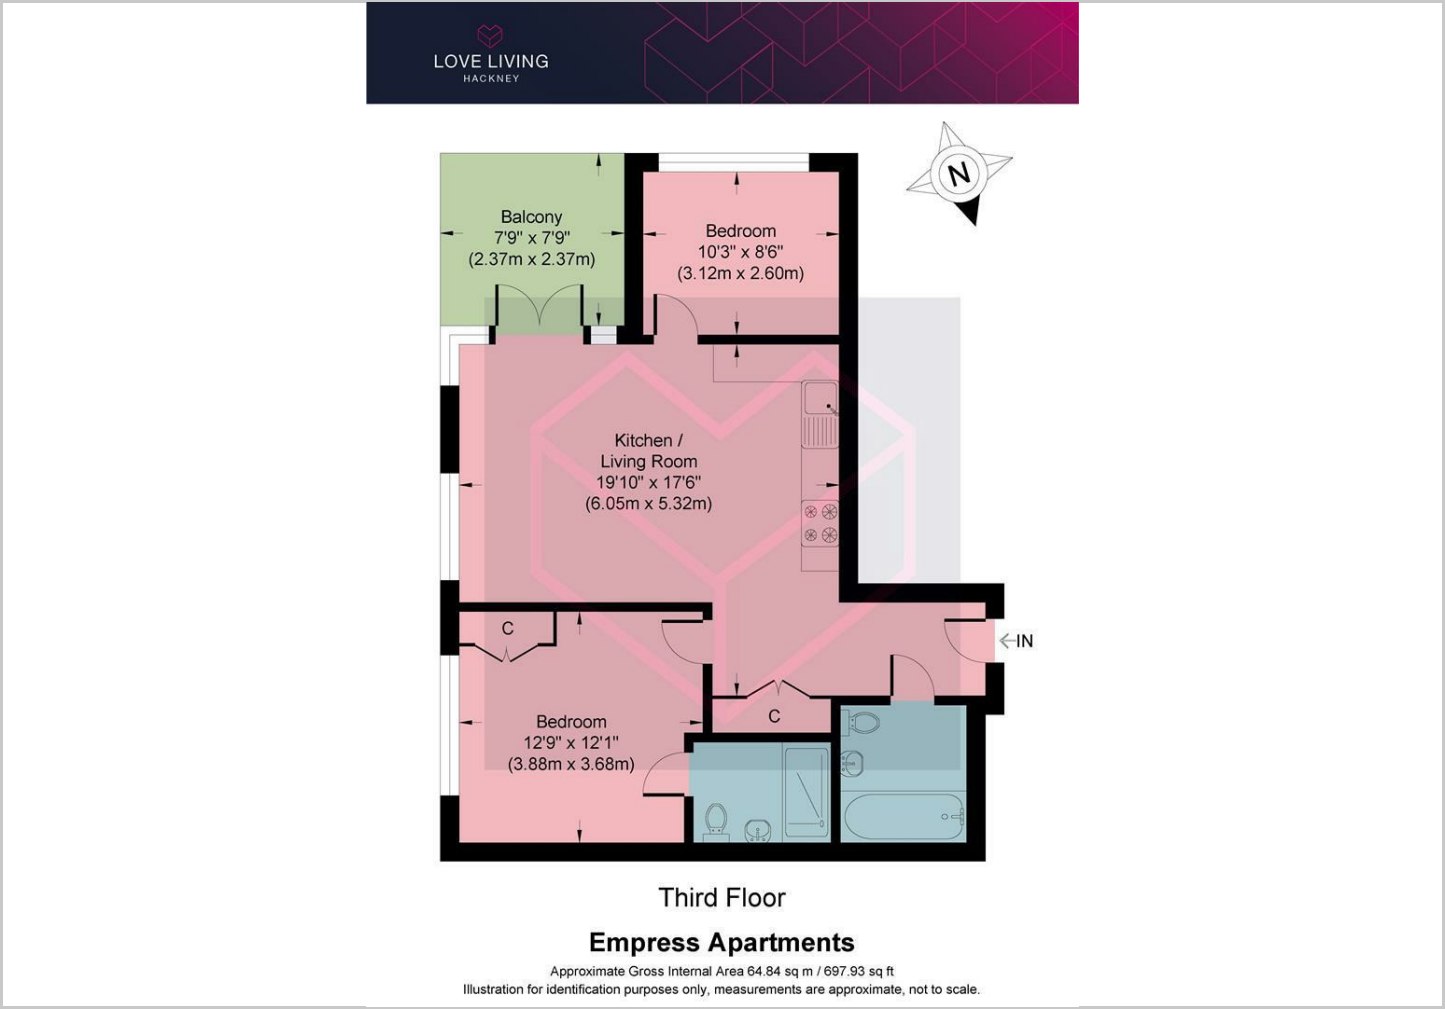 LOVE LIVING
HACKNEY
N
Balcony
7'9" x 7'9"
(2.37m x 2.37m)
Bedroom
10'3" x 8'6"
(3.12m x 2.60m)
Kitchen /
Living Room
19'10" x 17'6"
(6.05m x 5.32m)
C
IN
Bedroom
12'9" x 12'1"
(3.88m x 3.68m)
C
Third Floor
Empress Apartments
Approximate Gross Internal Area 64.84 sq m / 697.93 sq ft
Illustration for identification purposes only, measurements are approximate, not to scale.